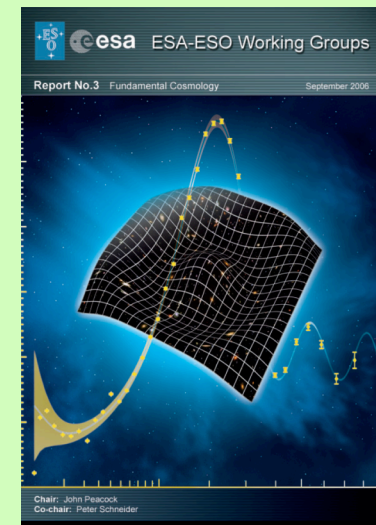 ES
O
esa ESA-ESO Working Groups
Report No.3 Fundamental Cosmology September 2006
Chair: John Peacock
Co-chair: Peter Schneider